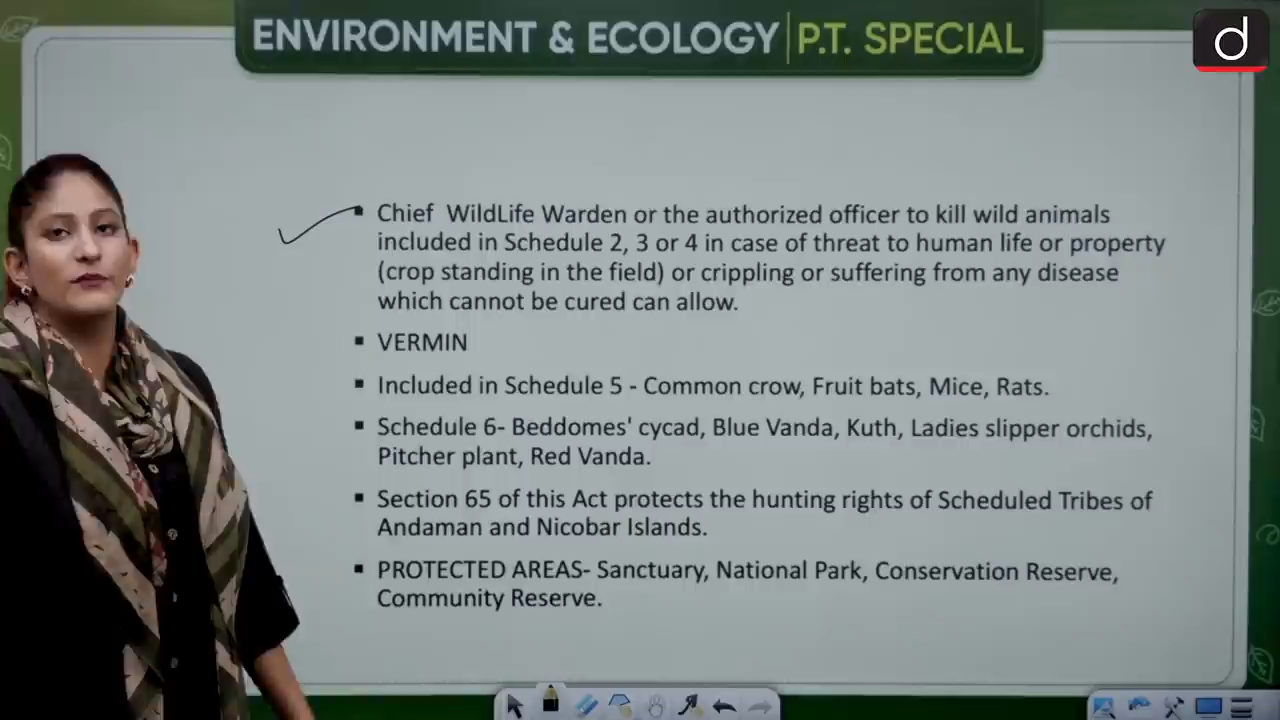 ENVIRONMENT & ECOLOGY | P.T. SPECIAL
d
▪ Chief WildLife Warden or the authorized officer to kill wild animals
included in Schedule 2, 3 or 4 in case of threat to human life or property
(crop standing in the field) or crippling or suffering from any disease
which cannot be cured can allow.
▪ VERMIN
▪ Included in Schedule 5 - Common crow, Fruit bats, Mice, Rats.
▪ Schedule 6- Beddomes' cycad, Blue Vanda, Kuth, Ladies slipper orchids,
Pitcher plant, Red Vanda.
▪ Section 65 of this Act protects the hunting rights of Scheduled Tribes of
Andaman and Nicobar Islands.
▪ PROTECTED AREAS- Sanctuary, National Park, Conservation Reserve,
Community Reserve.